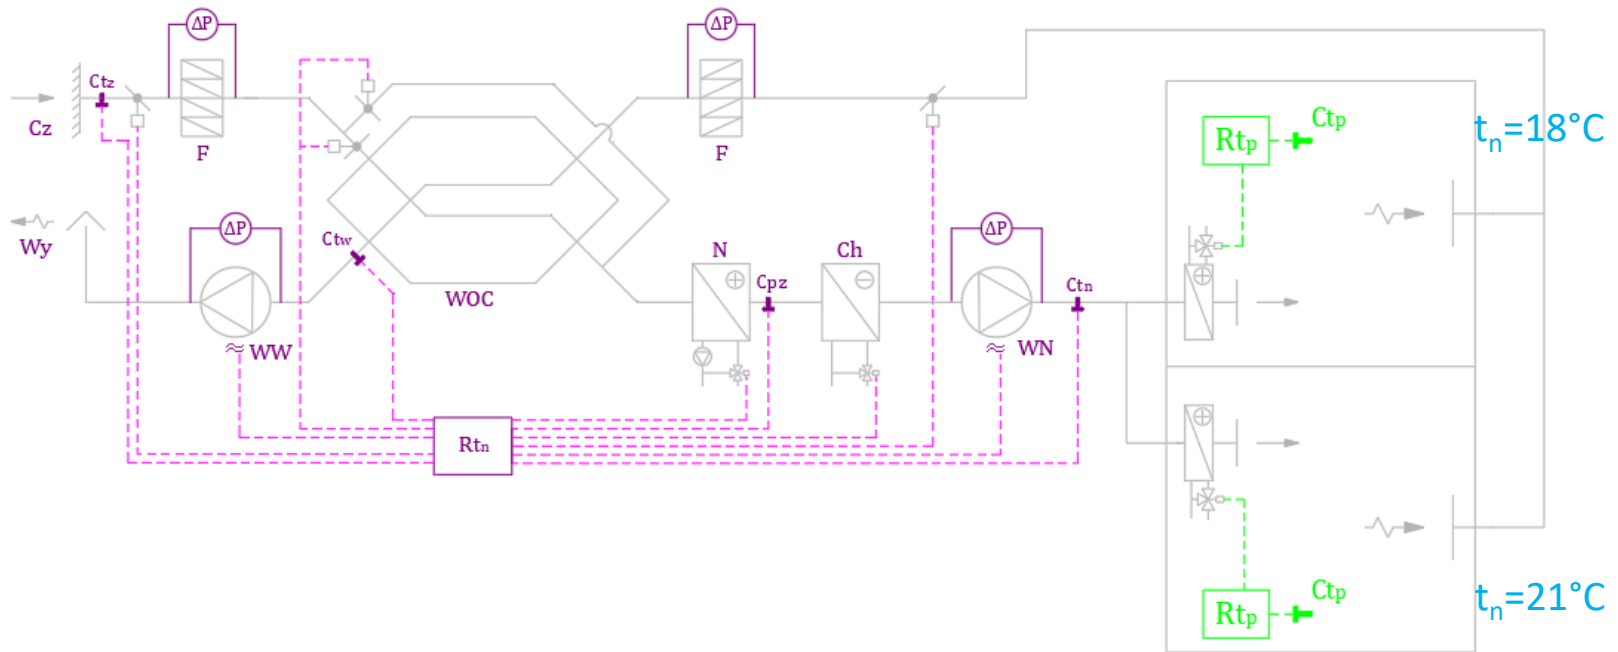 ΔP
ΔP
Ctz
Cz
F
F
Ctp
Rtp
tn=18°C
Wy
ΔP
Ctw
ΔP
N
Ch
Cpz
Ctn
WOC
≈ WW
≈ WN
Rtn
Ctp
Rtp
tn=21°C